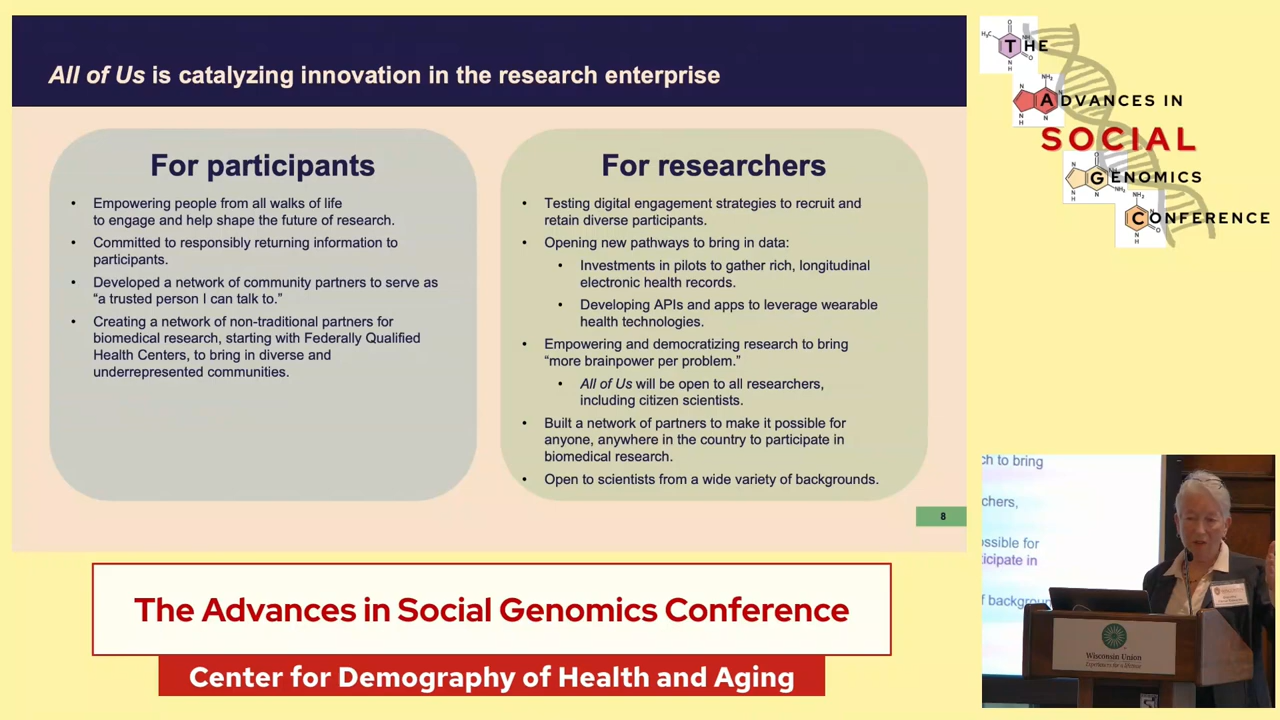 All of Us is catalyzing innovation in the research enterprise
For participants
• Empowering people from all walks of life
to engage and help shape the future of research.
• Committed to responsibly returning information to
participants.
• Developed a network of community partners to serve as
“a trusted person I can talk to.”
• Creating a network of non-traditional partners for
biomedical research, starting with Federally Qualified
Health Centers, to bring in diverse and
underrepresented communities.
For researchers
• Testing digital engagement strategies to recruit and
retain diverse participants.
• Opening new pathways to bring in data:
• Investments in pilots to gather rich, longitudinal
electronic health records.
• Developing APIs and apps to leverage wearable
health technologies.
• Empowering and democratizing research to bring
“more brainpower per problem.”
• All of Us will be open to all researchers,
including citizen scientists.
• Built a network of partners to make it possible for
anyone, anywhere in the country to participate in
biomedical research.
• Open to scientists from a wide variety of backgrounds.
8
THE
ADVANCES IN
SOCIAL
GENOMICS
CONFERENCE
ch to bring
chers,
ossible for
icipate in
f backgroun
Wisconsin Union
Experiences for a lifetime
The Advances in Social Genomics Conference
Center for Demography of Health and Aging